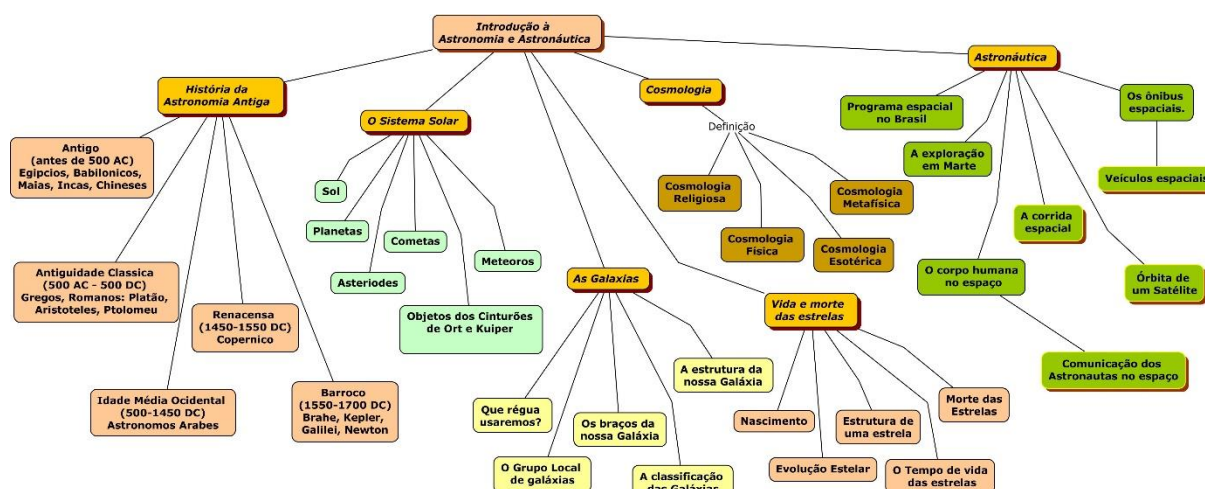 Introdução à
Astronomia e Astronáutica
História da
Astronomia Antiga
Antigo
(antes de 500 AC)
Egipcios, Babilonicos,
Maias, Incas, Chineses
Antiguidade Classica
(500 AC - 500 DC)
Gregos, Romanos: Platão,
Aristoteles, Ptolomeu
Idade Média Ocidental
(500-1450 DC)
Astronomos Arabes
Renacensa
(1450-1550 DC)
Copernico
Barroco
(1550-1700 DC)
Brahe, Kepler,
Galilei, Newton
O Sistema Solar
Sol
Planetas
Asteriodes
Cometas
Objetos dos Cinturões
de Ort e Kuiper
Meteoros
As Galaxias
Que régua
usaremos?
O Grupo Local
de galáxias
Os braços da
nossa Galáxia
A classificação
das Galáxias
A estrutura da
nossa Galáxia
Cosmologia
Definição
Cosmologia
Religiosa
Cosmologia
Física
Cosmologia
Esotérica
Cosmologia
Metafísica
Vida e morte
das estrelas
Nascimento
Evolução Estelar
Estrutura de
uma estrela
O Tempo de vida
das estrelas
Morte das
Estrelas
Astronáutica
Programa espacial
no Brasil
A exploração
em Marte
O corpo humana
no espaço
Comunicação dos
Astronautas no espaço
A corrida
espacial
Órbita de
um Satélite
Os ônibus
espaciais.
Veículos espaciais